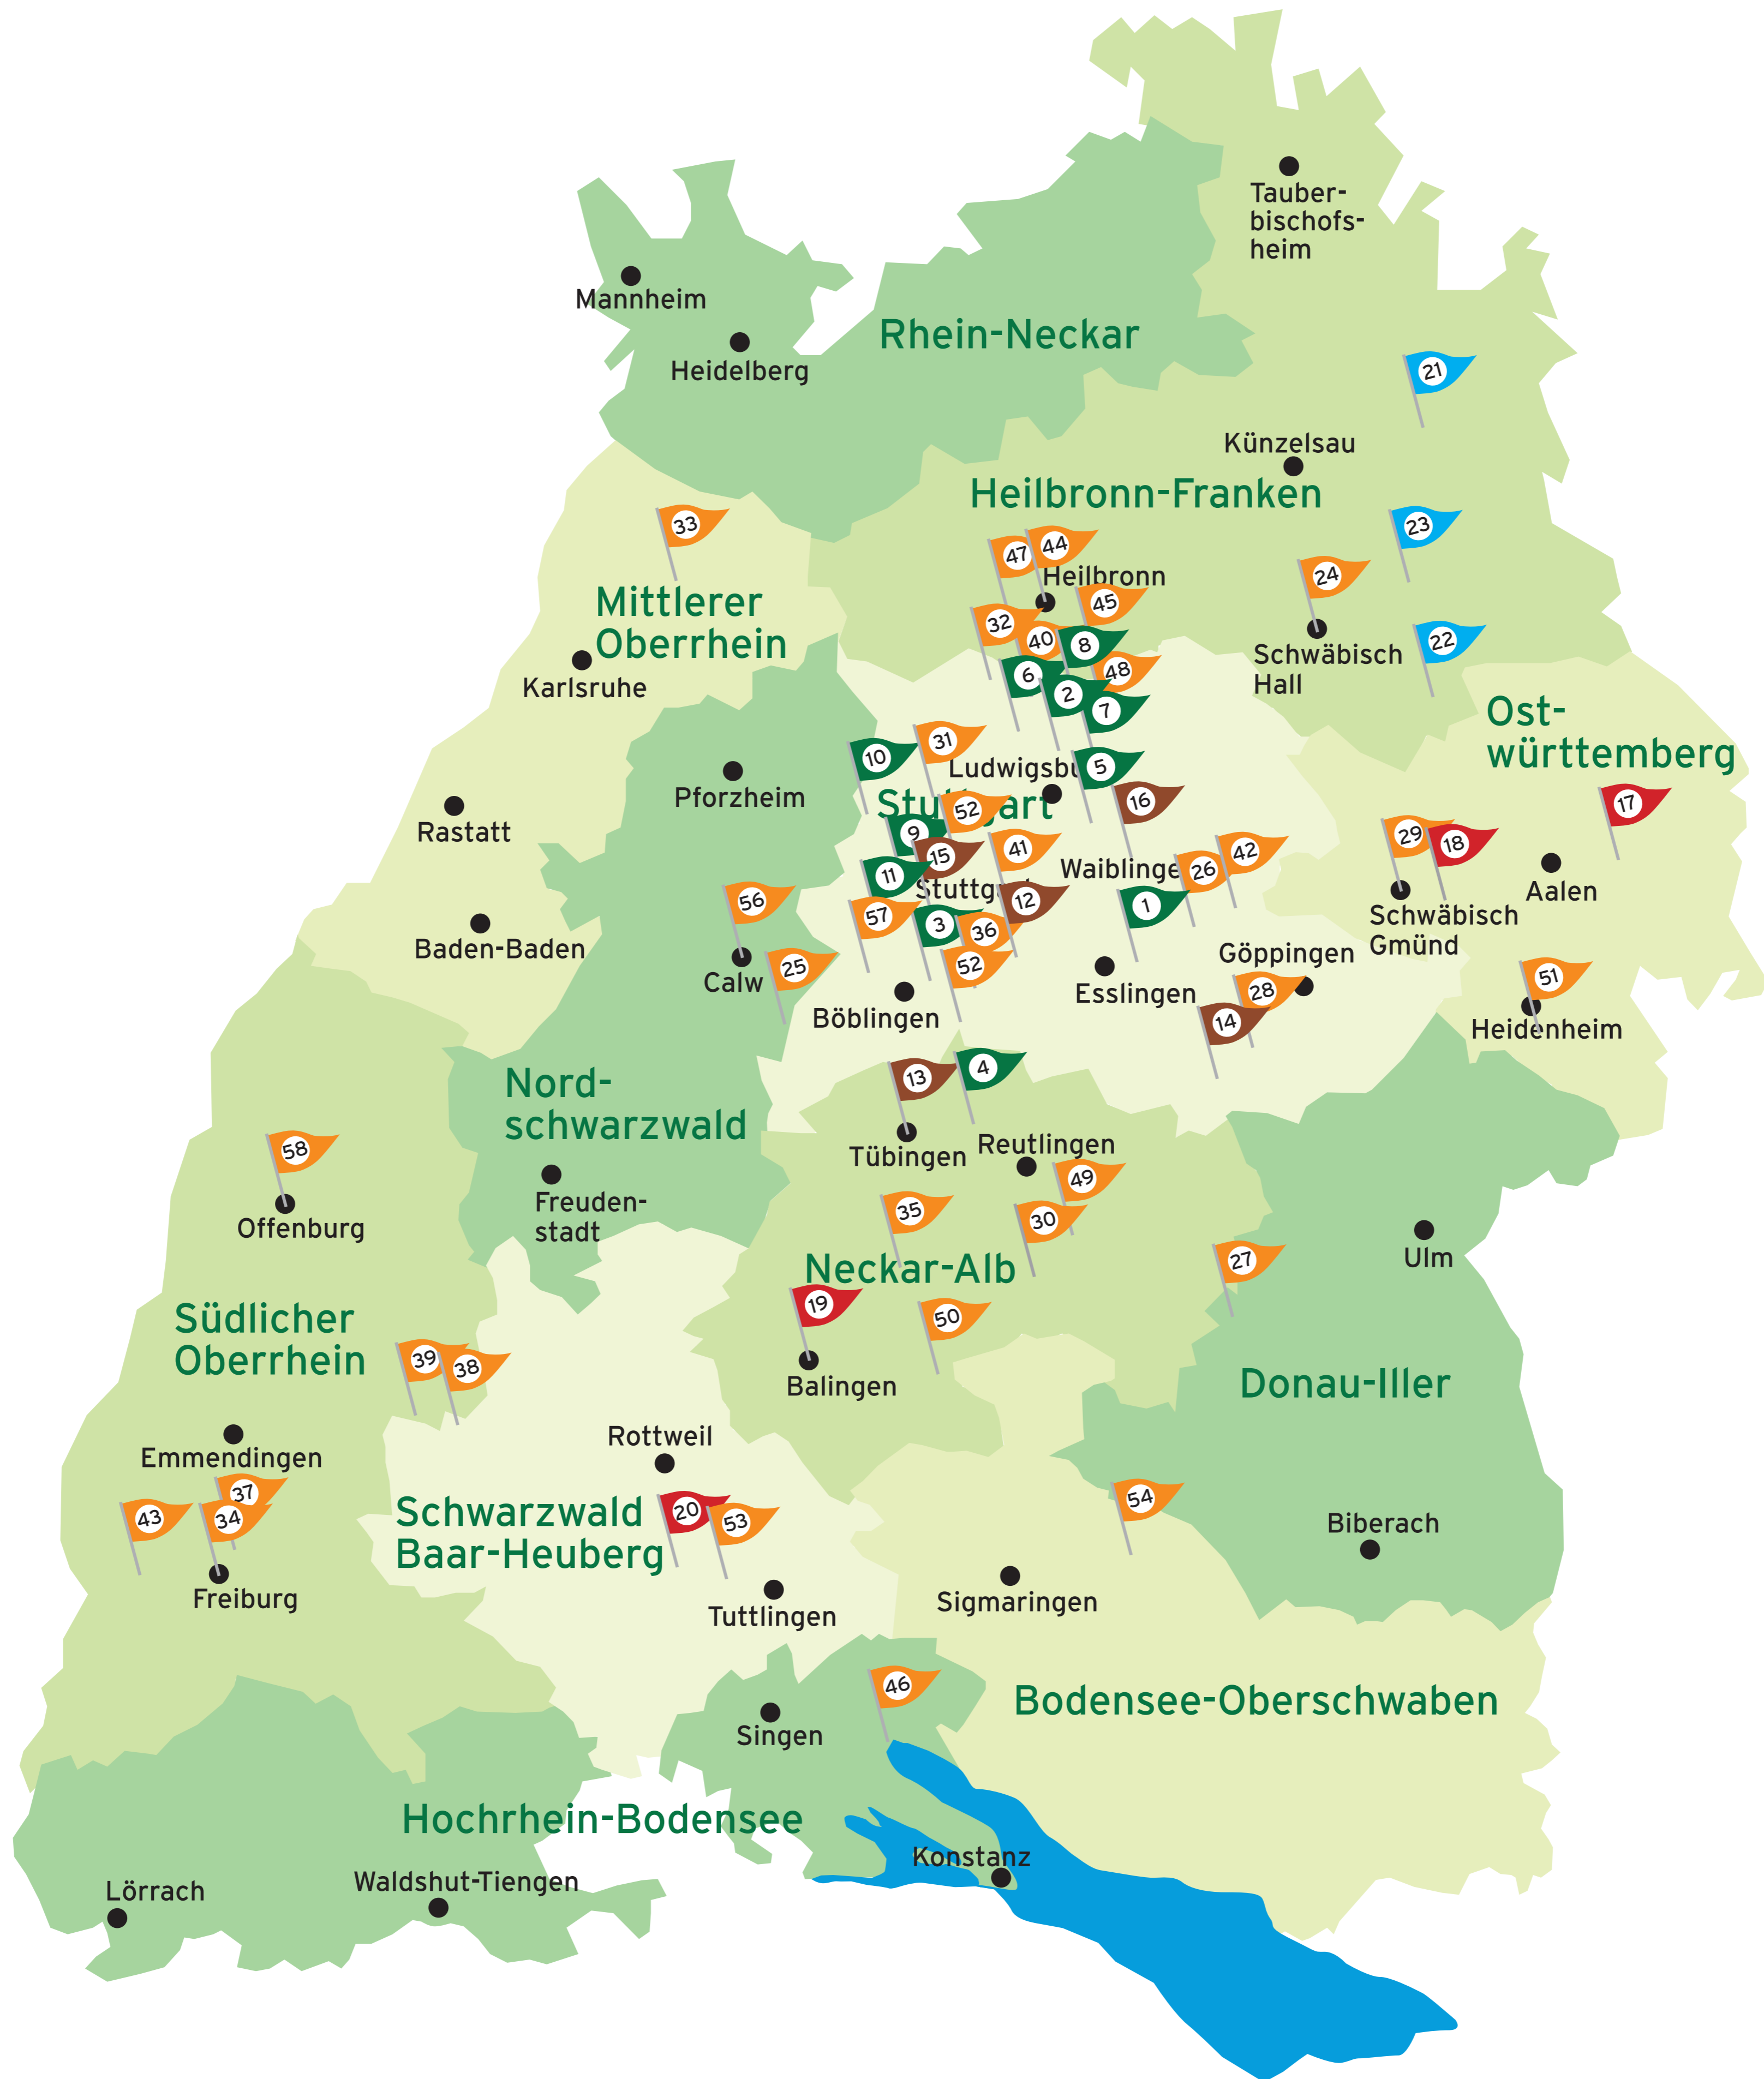 Tauber-
bischofs-
heim
Mannheim
Rhein-Neckar
Heidelberg
21
Künzelsau
Heilbronn-Franken
33
23
47
44
Heilbronn
24
Mittlerer
Oberrhein
45
32
40
8
22
Schwäbisch
Hall
Karlsruhe
6
48
2
7
Ost-
württemberg
31
10
Ludwigsbu
5
Pforzheim
Stu
art
52
16
17
Rastatt
9
15
41
29
18
42
26
Waiblinge
11
Stuttg
Aalen
56
12
1
57
3
36
Schwäbisch
Gmünd
Baden-Baden
Göppingen
25
52
51
Calw
Esslingen
28
Böblingen
14
Heidenheim
Nord-
schwarzwald
13
4
58
Tübingen
Reutlingen
49
Freuden-
stadt
35
30
Offenburg
27
Ulm
Neckar-Alb
Südlicher
Oberrhein
19
50
39
38
Balingen
Donau-Iller
Rottweil
Emmendingen
37
43
34
Schwarzwald
Baar-Heuberg
20
53
54
Biberach
Freiburg
Tuttlingen
Sigmaringen
46
Bodensee-Oberschwaben
Singen
Hochrhein-Bodensee
Konstanz
Waldshut-Tiengen
Lörrach